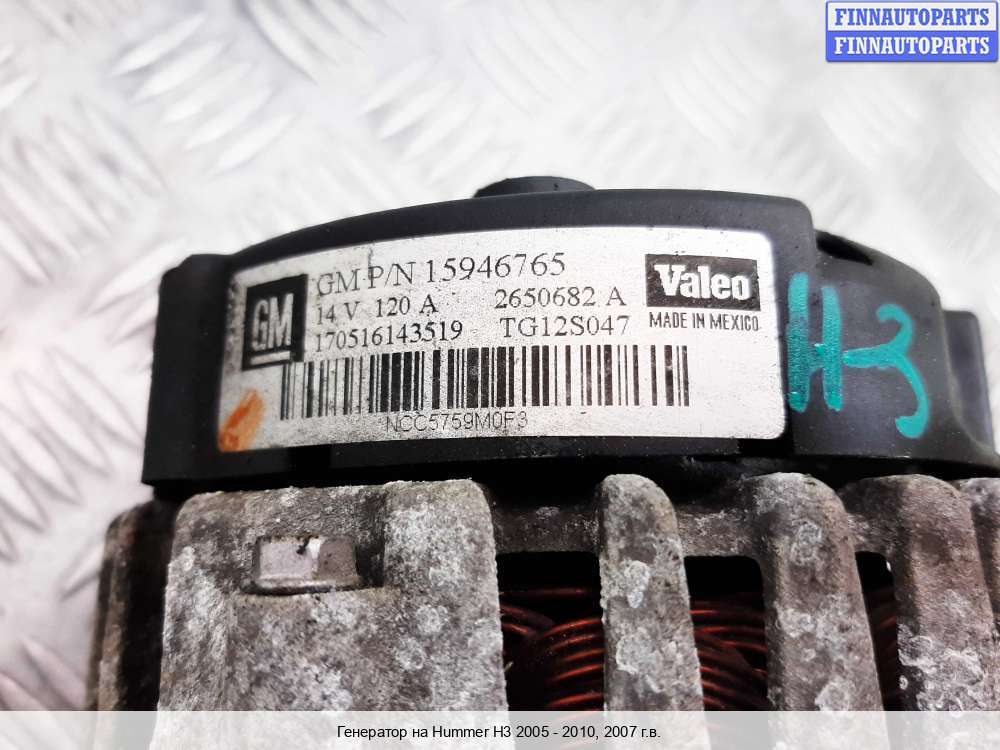 FINNAUTOPARTS
FINNAUTOPARTS
GM
GM P/N 15946765
14 V 120 A 2650682 A
170516143519 TG12S047
Valeo
MADE IN MEXICO
NCC5759M0F3
H3
Генератор на Hummer H3 2005 - 2010, 2007 г.в.